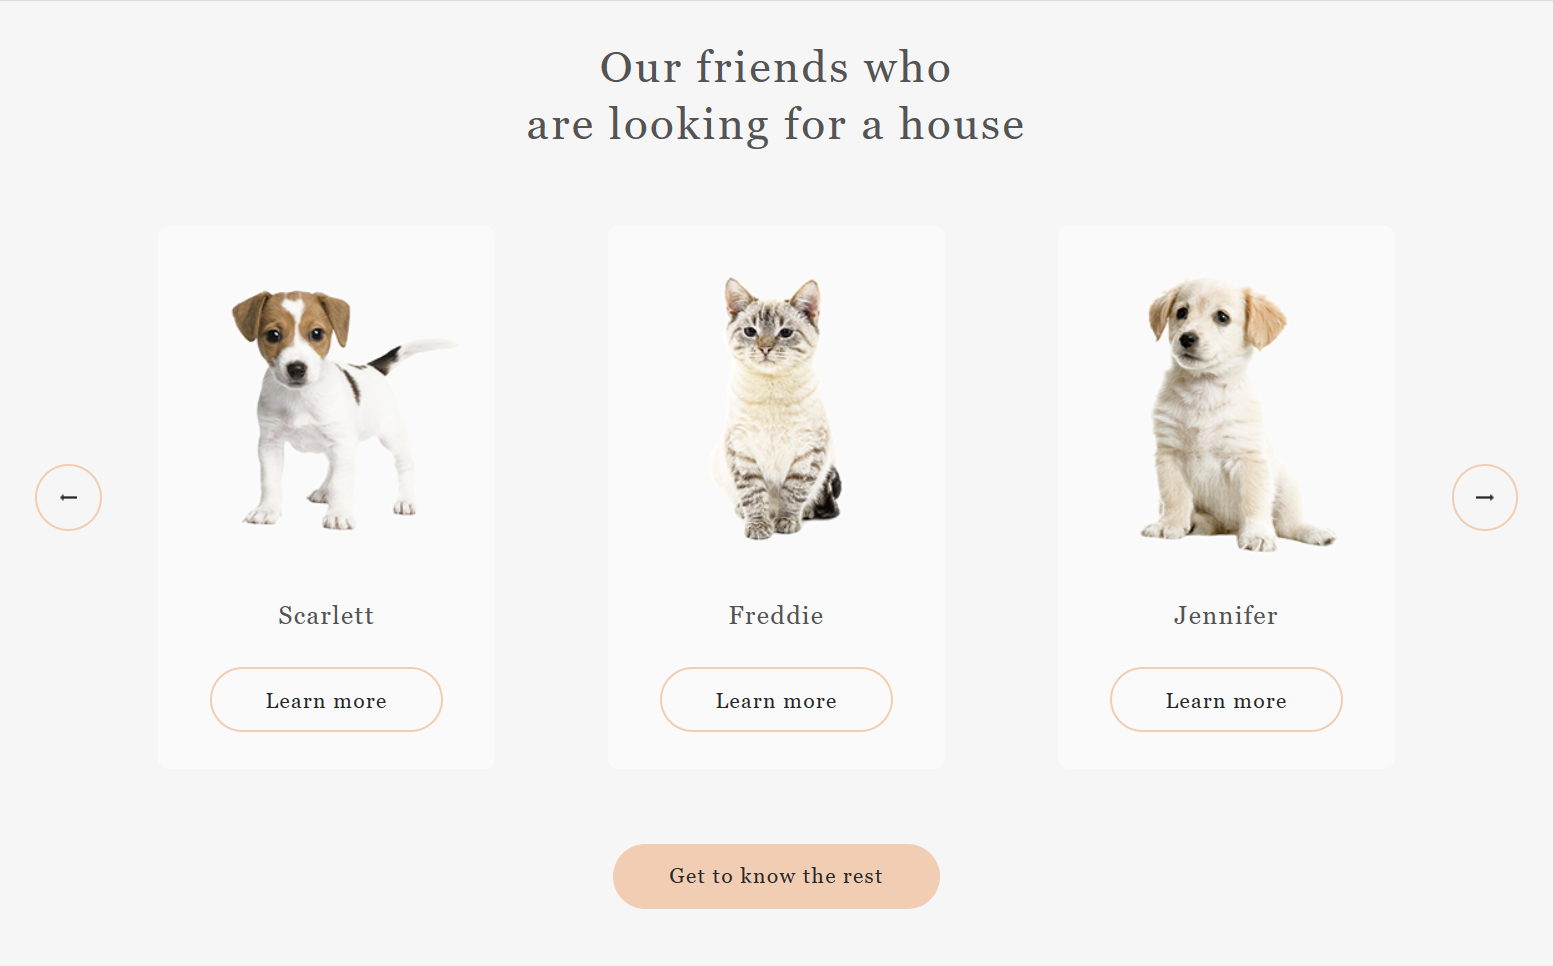 Our friends who
are looking for a house
Scarlett
Freddie
Jennifer
Learn more
Learn more
Learn more
Get to know the rest